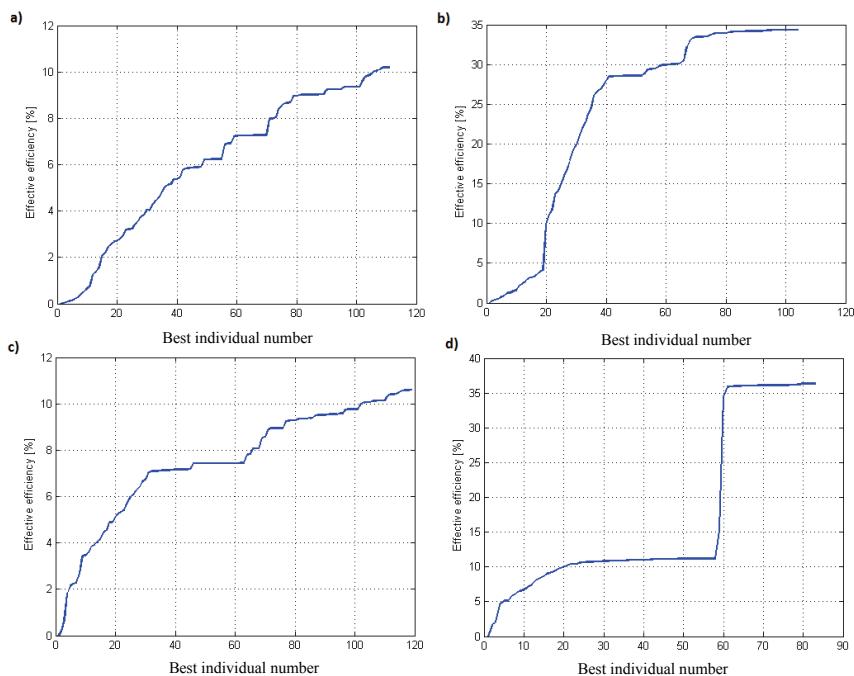 a)
12
10
8
6
4
2
0
0 20 40 60 80 100 120
Effective efficiency [%]
Best individual number
b)
35
30
25
20
15
10
5
0
0 20 40 60 80 100 120
Effective efficiency [%]
Best individual number
c)
12
10
8
6
4
2
0
0 20 40 60 80 100 120
Effective efficiency [%]
Best individual number
d)
40
35
30
25
20
15
10
5
0
0 10 20 30 40 50 60 70 80 90
Effective efficiency [%]
Best individual number